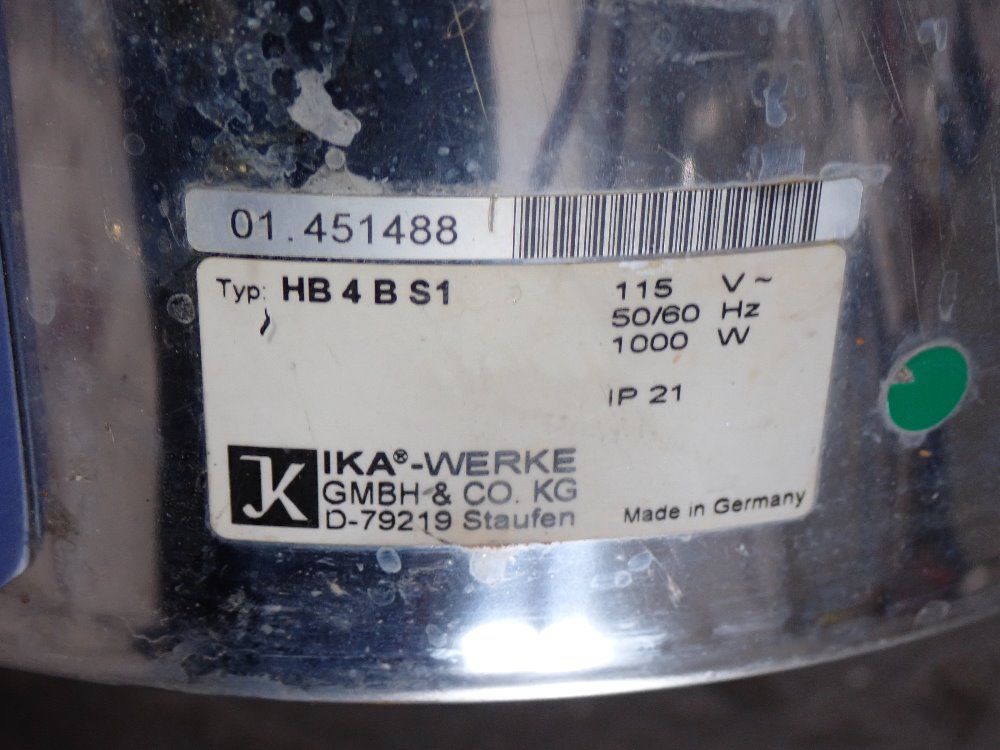 01.451488
Typ: HB 4 B S1
115 V ~
50/60 Hz
1000 W
IP 21
IKA®-WERKE
GMBH & CO. KG
D-79219 Staufen
Made in Germany